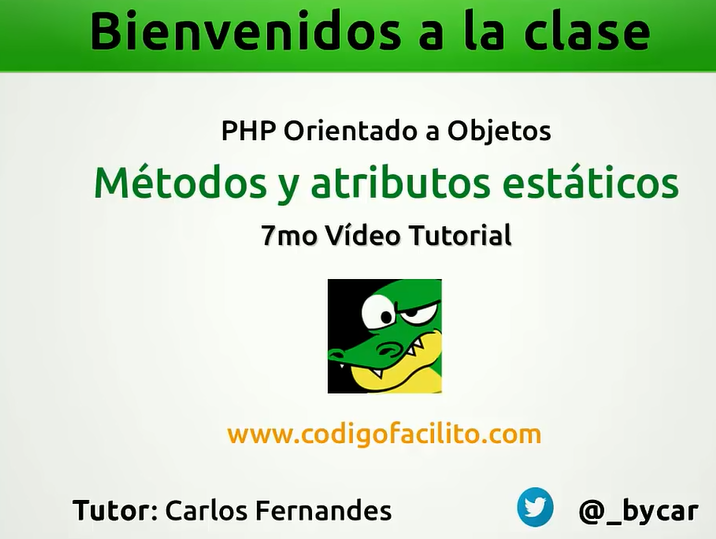 Bienvenidos a la clase
PHP Orientado a Objetos
Métodos y atributos estáticos
7mo Vídeo Tutorial
www.codigofacilito.com
Tutor: Carlos Fernandes
@_bycar